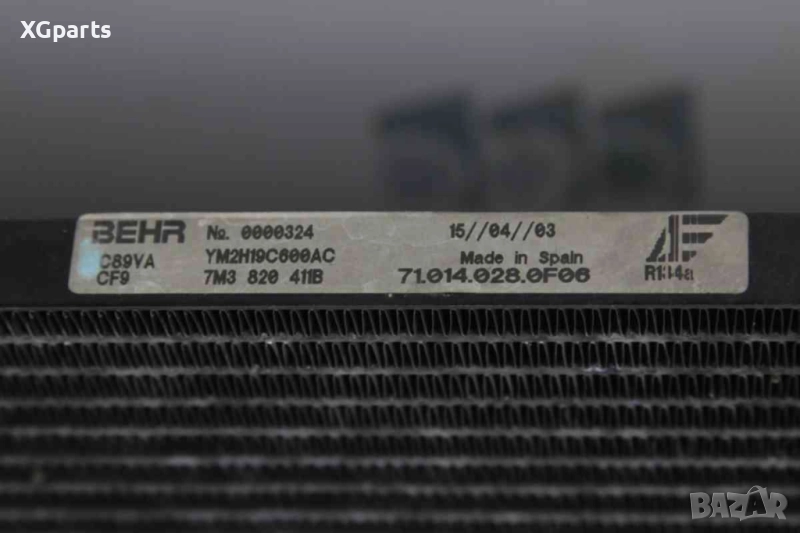 XGparts
BEHR No. 0000324 15//04//03
C89VA YM2H19C600AC Made in Spain
CF9 7M3 820 411B 71.014.028.0F06 R134a
BAZAR